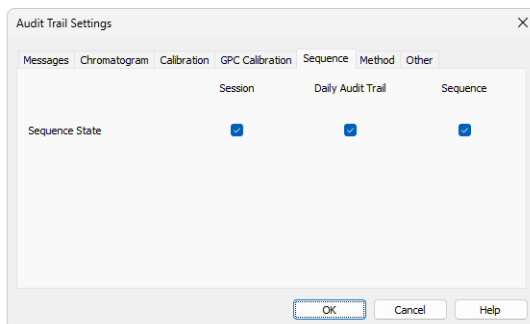 Audit Trail Settings
Messages Chromatogram Calibration GPC Calibration Sequence Method Other
Session Daily Audit Trail Sequence
Sequence State
OK Cancel Help